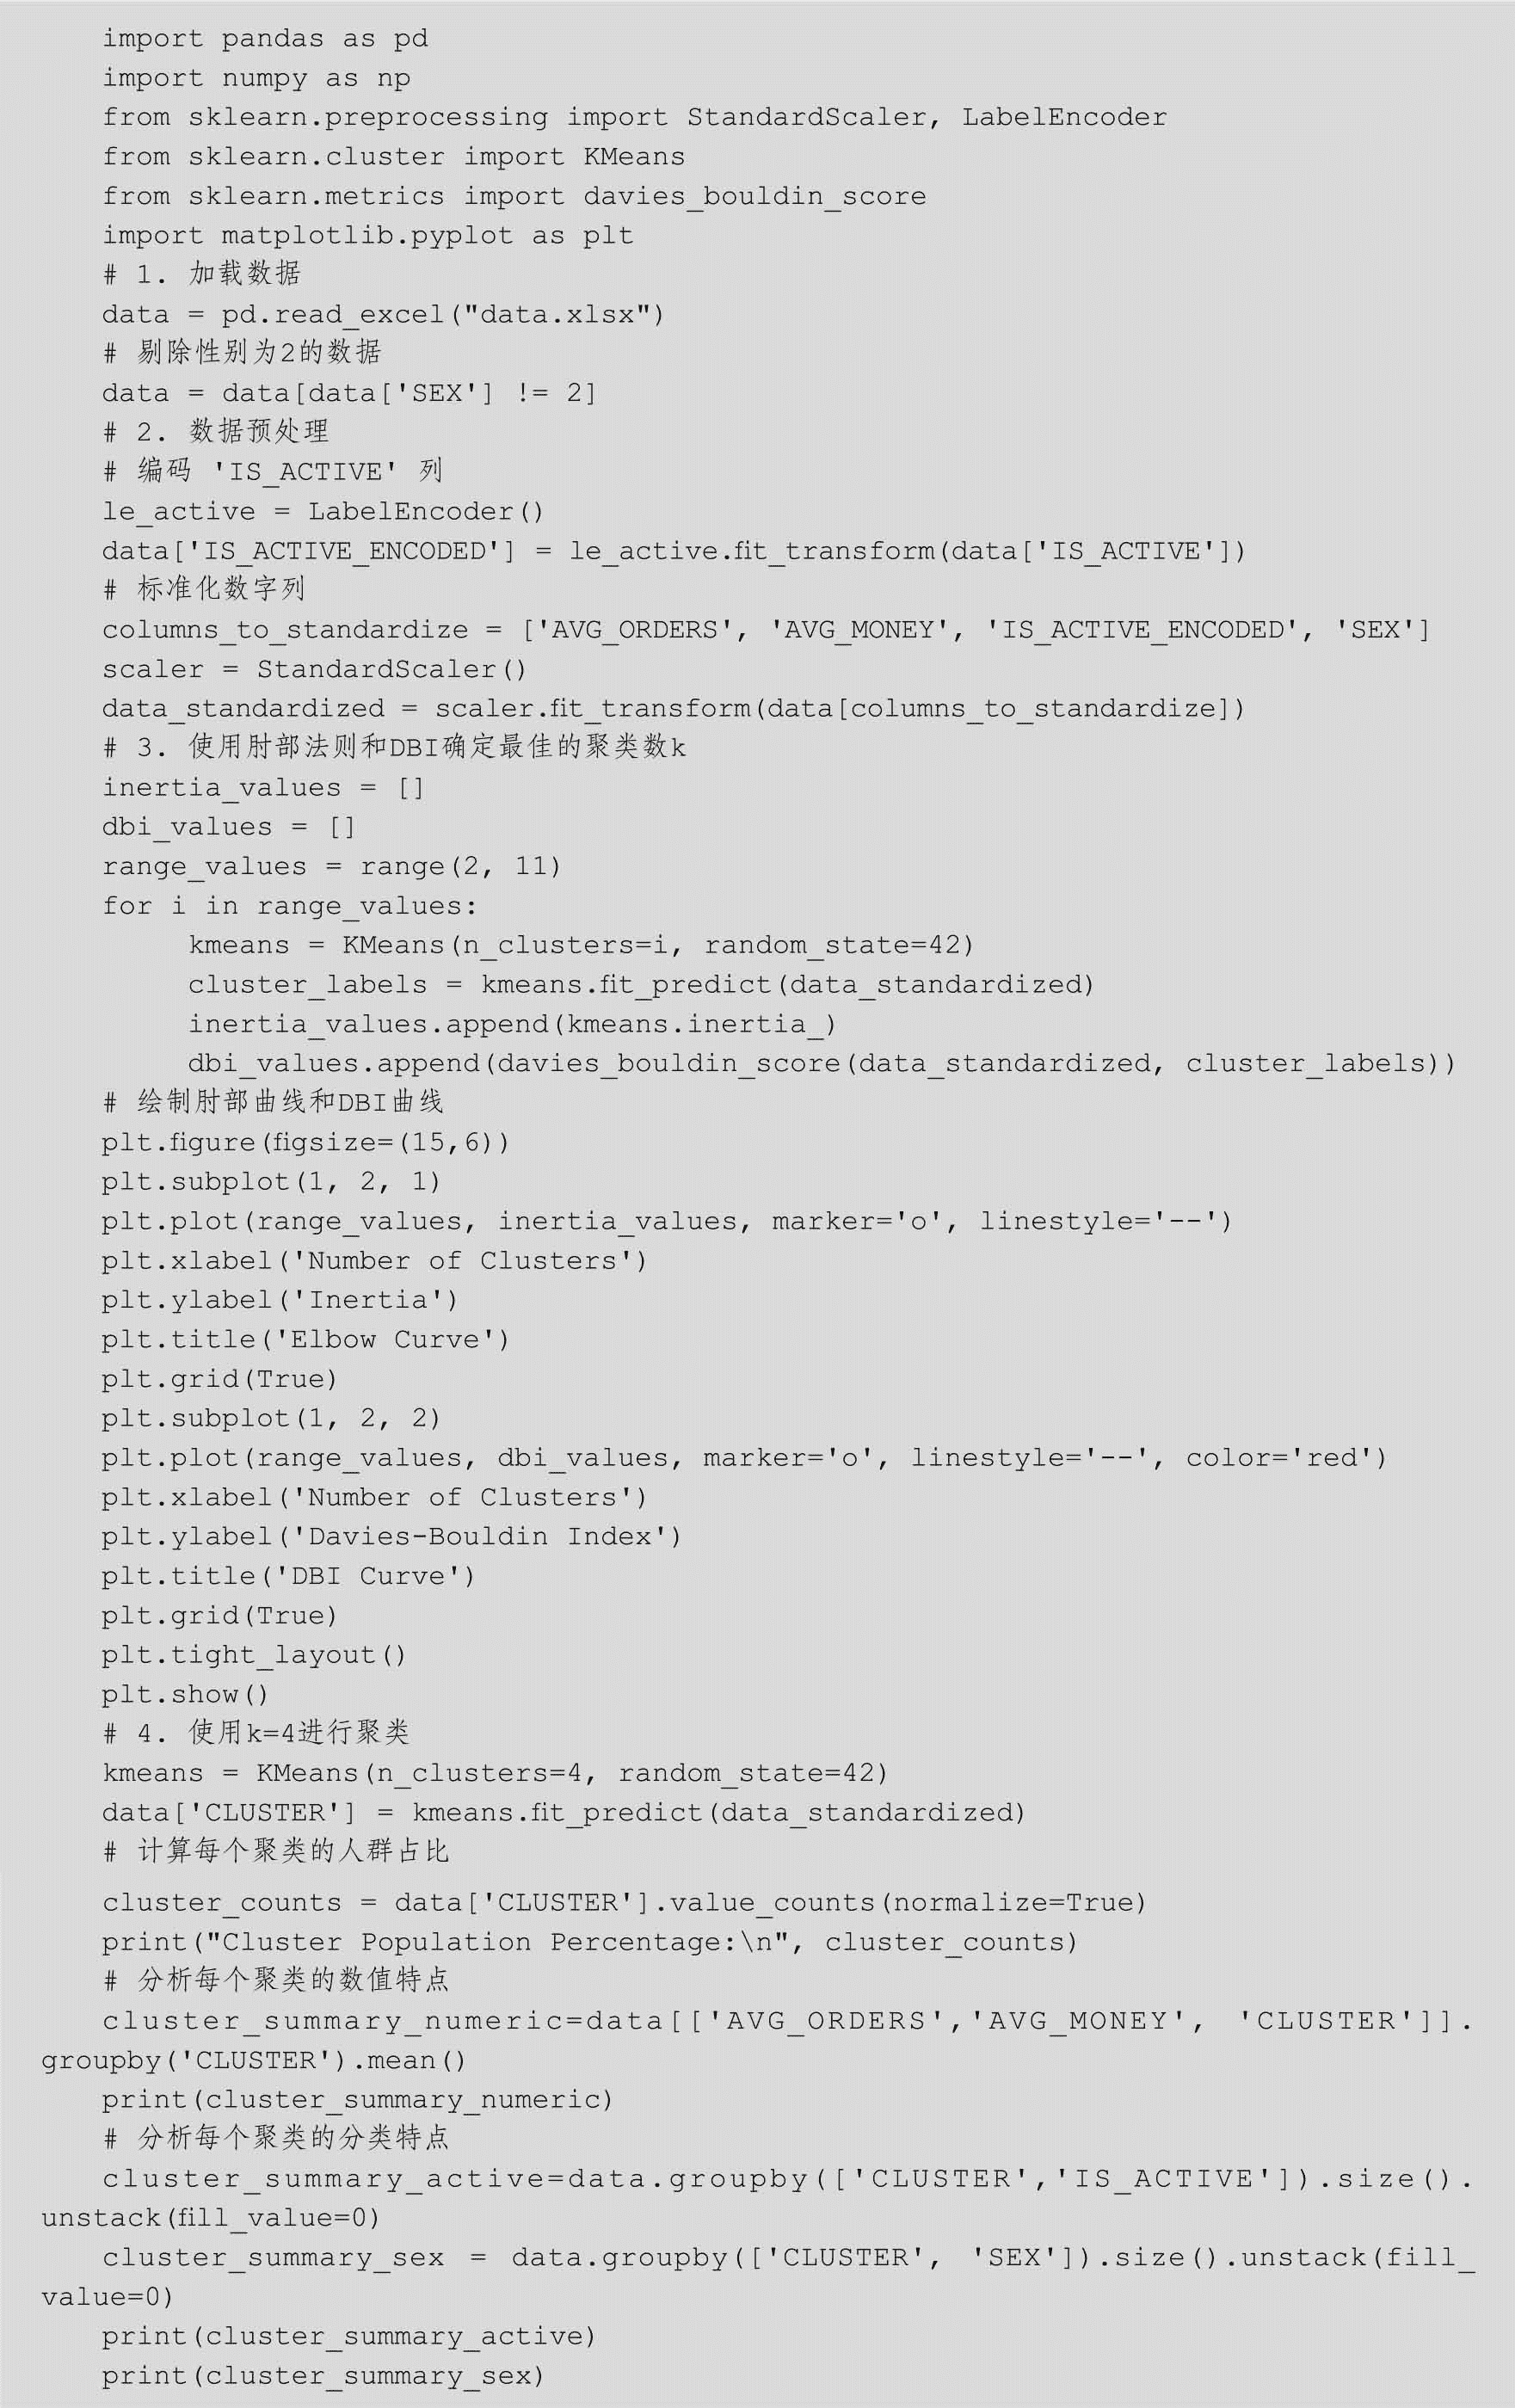 import pandas as pd
import numpy as np
from sklearn.preprocessing import StandardScaler, LabelEncoder
from sklearn.cluster import KMeans
from sklearn.metrics import davies_bouldin_score
import matplotlib.pyplot as plt
# 1. 加载数据
data = pd.read_excel("data.xlsx")
# 剔除性别为2的数据
data = data[data['SEX'] != 2]
# 2. 数据预处理
# 编码 'IS_ACTIVE' 列
le_active = LabelEncoder()
data['IS_ACTIVE_ENCODED'] = le_active.fit_transform(data['IS_ACTIVE'])
# 标准化数字列
columns_to_standardize = ['AVG_ORDERS', 'AVG_MONEY', 'IS_ACTIVE_ENCODED', 'SEX']
scaler = StandardScaler()
data_standardized = scaler.fit_transform(data[columns_to_standardize])
# 3. 使用肘部法则和DBI确定最佳的聚类数k
inertia_values = []
dbi_values = []
range_values = range(2, 11)
for i in range_values:
     kmeans = KMeans(n_clusters=i, random_state=42)
     cluster_labels = kmeans.fit_predict(data_standardized)
     inertia_values.append(kmeans.inertia_)
     dbi_values.append(davies_bouldin_score(data_standardized, cluster_labels))
# 绘制肘部曲线和DBI曲线
plt.figure(figsize=(15,6))
plt.subplot(1, 2, 1)
plt.plot(range_values, inertia_values, marker='o', linestyle='--')
plt.xlabel('Number of Clusters')
plt.ylabel('Inertia')
plt.title('Elbow Curve')
plt.grid(True)
plt.subplot(1, 2, 2)
plt.plot(range_values, dbi_values, marker='o', linestyle='--', color='red')
plt.xlabel('Number of Clusters')
plt.ylabel('Davies-Bouldin Index')
plt.title('DBI Curve')
plt.grid(True)
plt.tight_layout()
plt.show()
# 4. 使用k=4进行聚类
kmeans = KMeans(n_clusters=4, random_state=42)
data['CLUSTER'] = kmeans.fit_predict(data_standardized)
# 计算每个聚类的人群占比
cluster_counts = data['CLUSTER'].value_counts(normalize=True)
print("Cluster Population Percentage:\n", cluster_counts)
# 分析每个聚类的数值特点
cluster_summary_numeric=data[['AVG_ORDERS','AVG_MONEY', 'CLUSTER']].
groupby('CLUSTER').mean()
print(cluster_summary_numeric)
# 分析每个聚类的分类特点
cluster_summary_active=data.groupby(['CLUSTER','IS_ACTIVE']).size().
unstack(fill_value=0)
cluster_summary_sex = data.groupby(['CLUSTER', 'SEX']).size().unstack(fill_
value=0)
print(cluster_summary_active)
print(cluster_summary_sex)